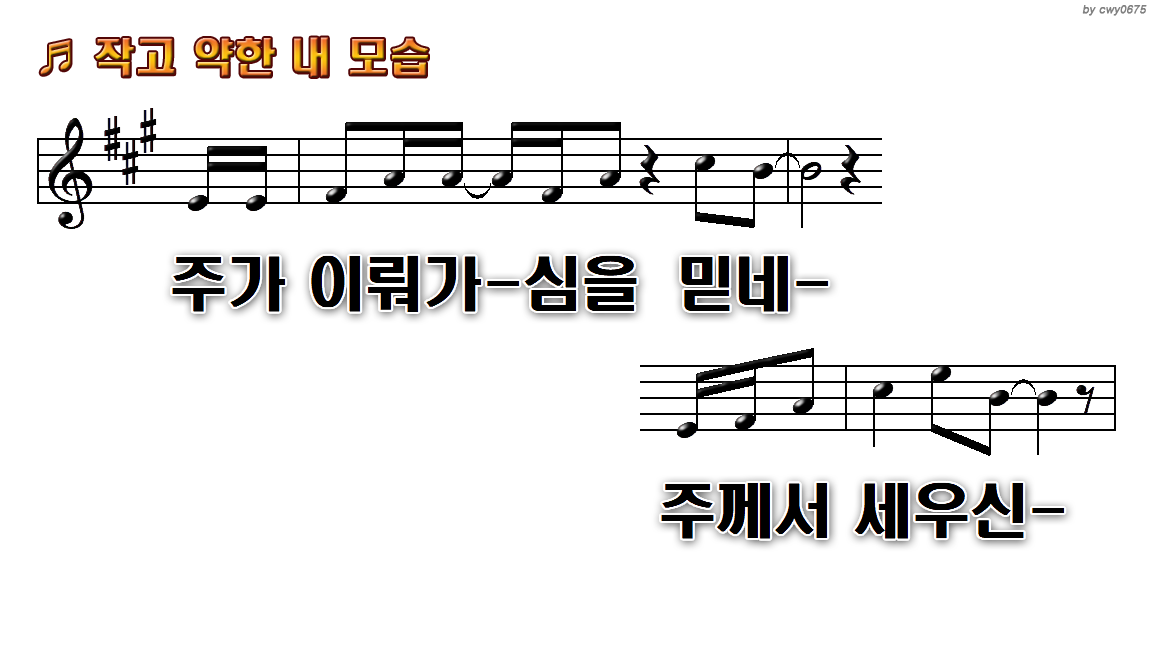 by cwy0675
♬ 작고 약한 내 모습
주가 이뤄가-심을 믿네-
주께서 세우신-